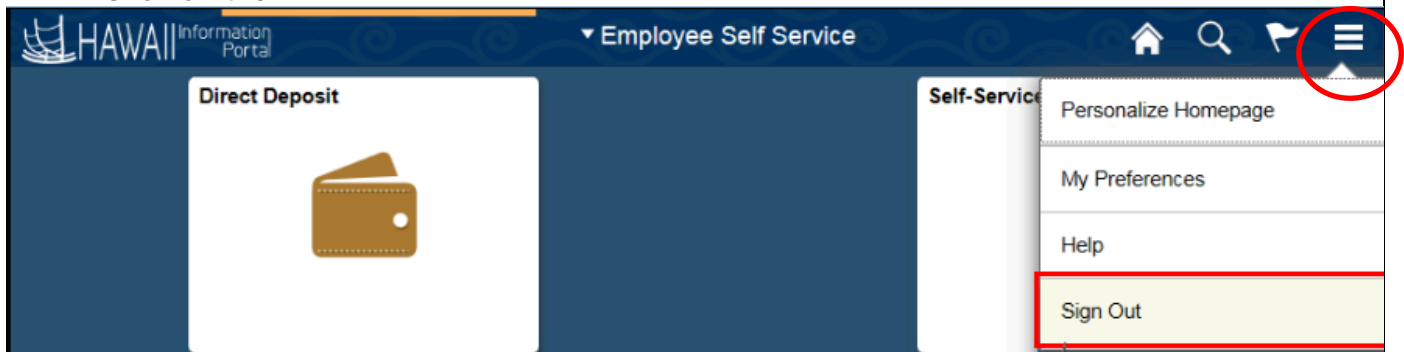 HAWAII Information Portal
Employee Self Service
Direct Deposit
Self-Service
Personalize Homepage
My Preferences
Help
Sign Out